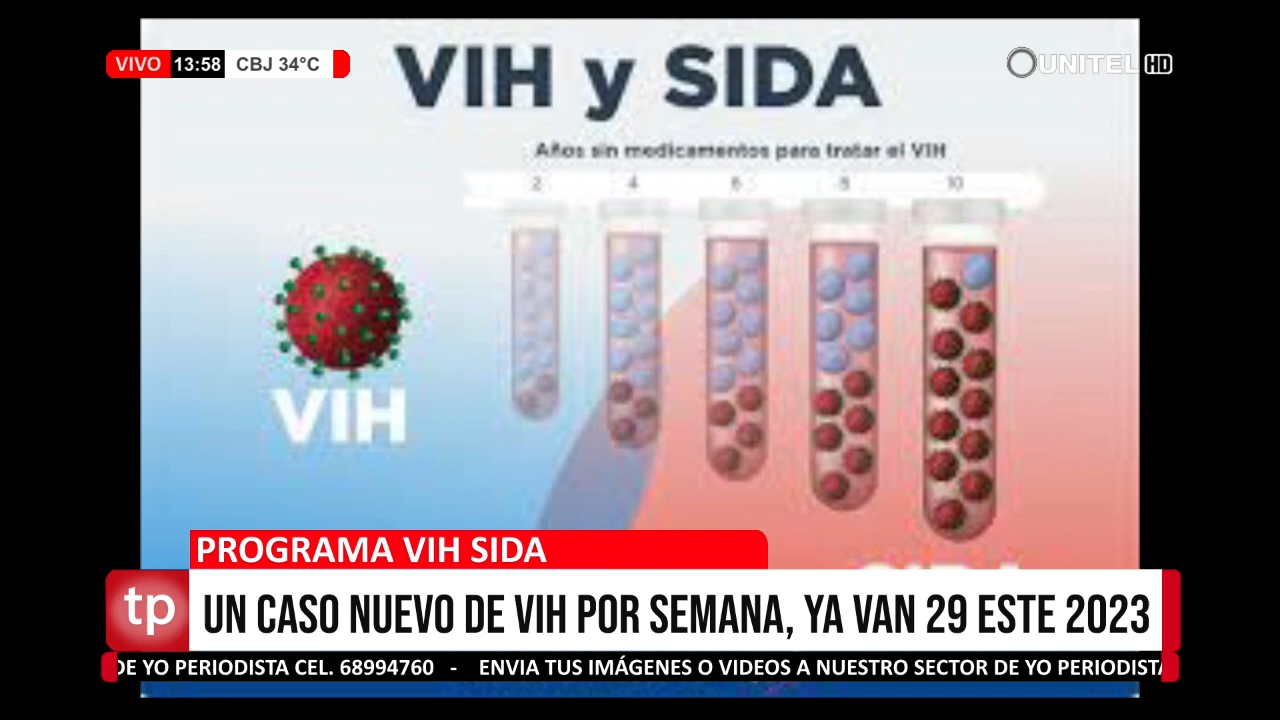 VIVO 13:58 CBJ 34°C
UNITEL HD
VIH y SIDA
Años sin medicamentos para tratar el VIH
2 4 6 8 10
VIH
PROGRAMA VIH SIDA
tp
UN CASO NUEVO DE VIH POR SEMANA, YA VAN 29 ESTE 2023
DE YO PERIODISTA CEL. 68994760 - ENVIA TUS IMÁGENES O VIDEOS A NUESTRO SECTOR DE YO PERIODISTA